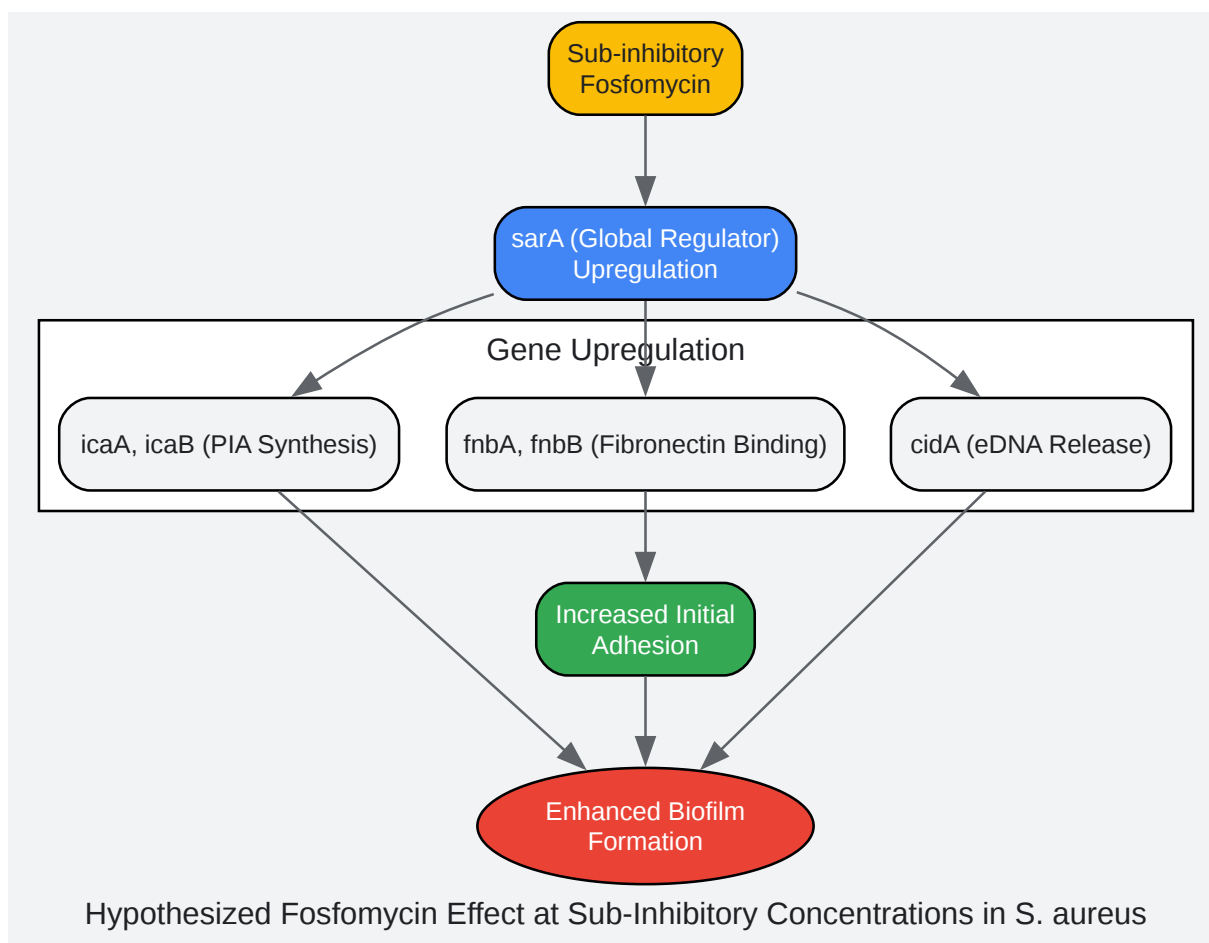 Sub-inhibitory
Fosfomycin
sarA (Global Regulator)
Upregulation
Gene Upregulation
icaA, icaB (PIA Synthesis)
fnbA, fnbB (Fibronectin Binding)
cidA (eDNA Release)
Increased Initial
Adhesion
Enhanced Biofilm
Formation
Hypothesized Fosfomycin Effect at Sub-Inhibitory Concentrations in S. aureus